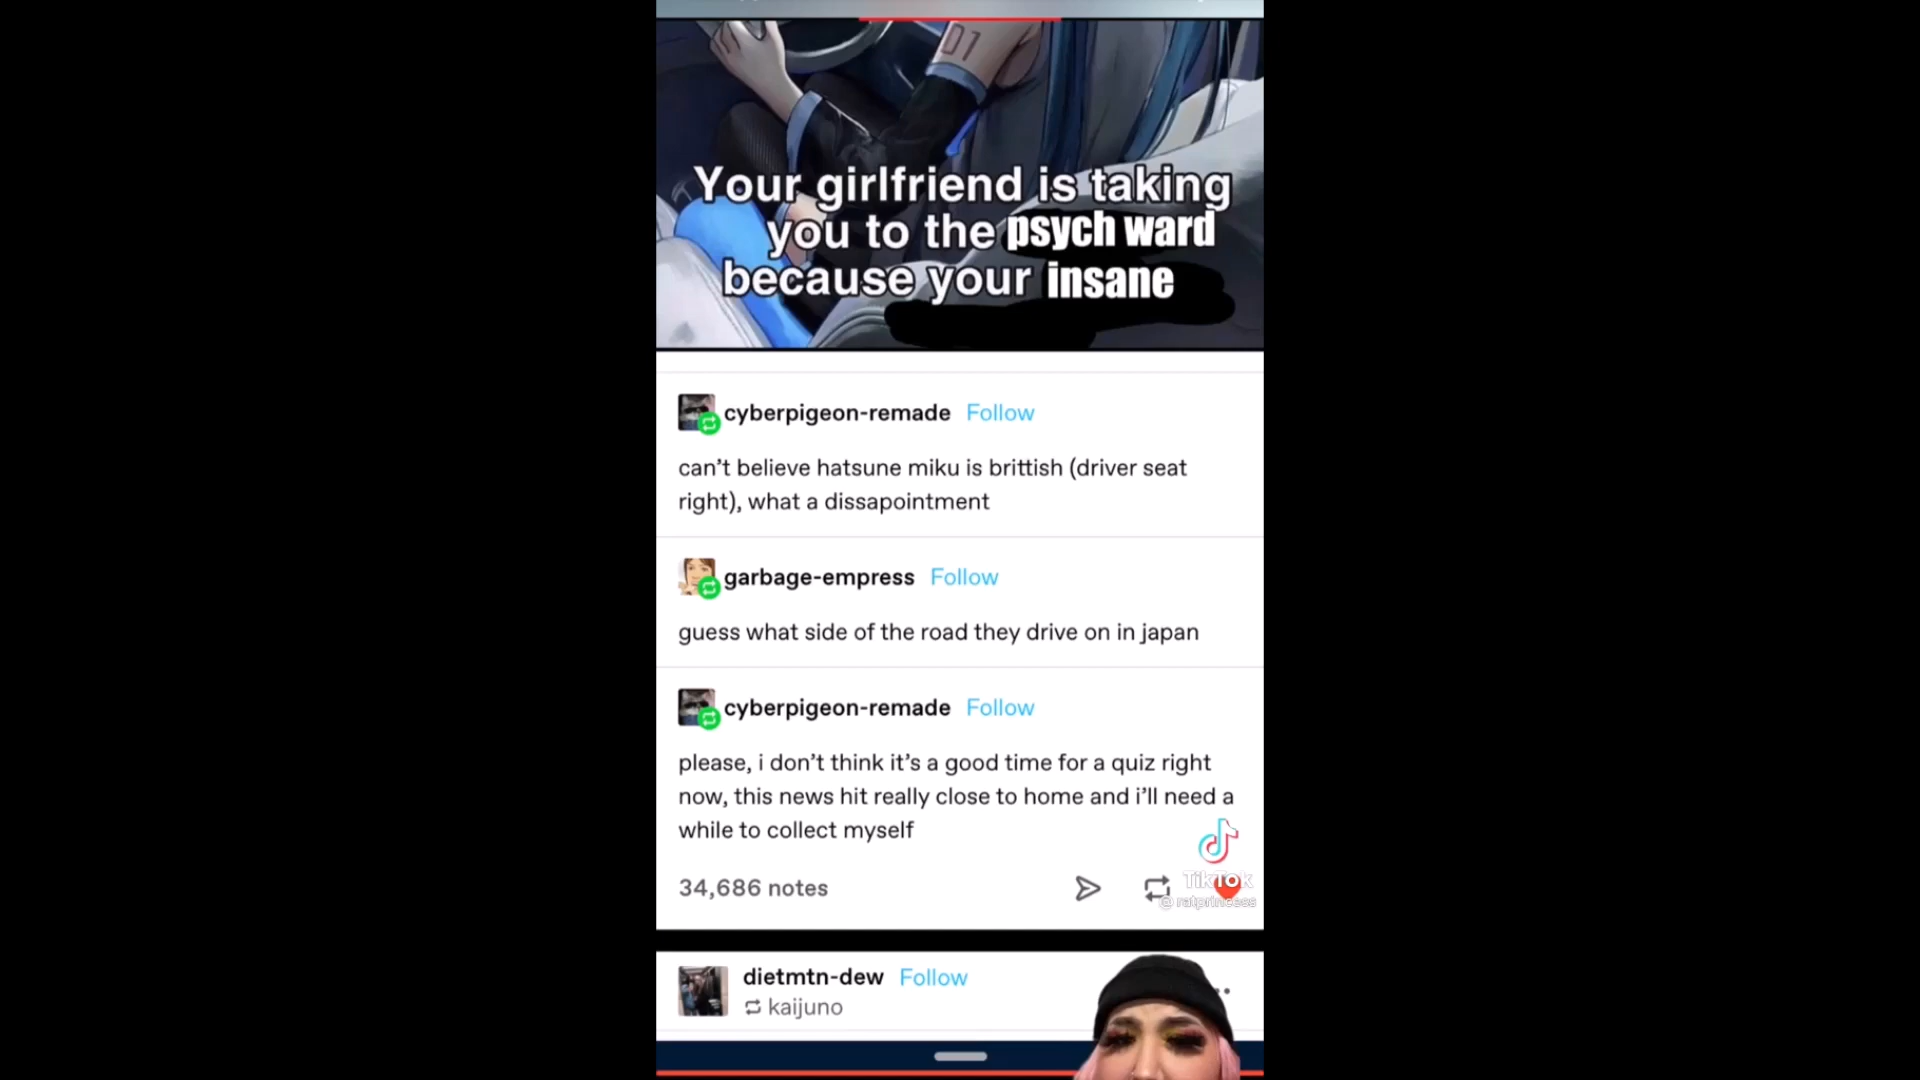 01
Your girlfriend is taking
you to the psych ward
because your insane
cyberpigeon-remade Follow
can’t believe hatsune miku is brittish (driver seat
right), what a dissapointment
garbage-empress Follow
guess what side of the road they drive on in japan
cyberpigeon-remade Follow
please, i don’t think it’s a good time for a quiz right
now, this news hit really close to home and i’ll need a
while to collect myself
34,686 notes
TikTok
@ ratprincess
dietmtn-dew Follow
kaijuno